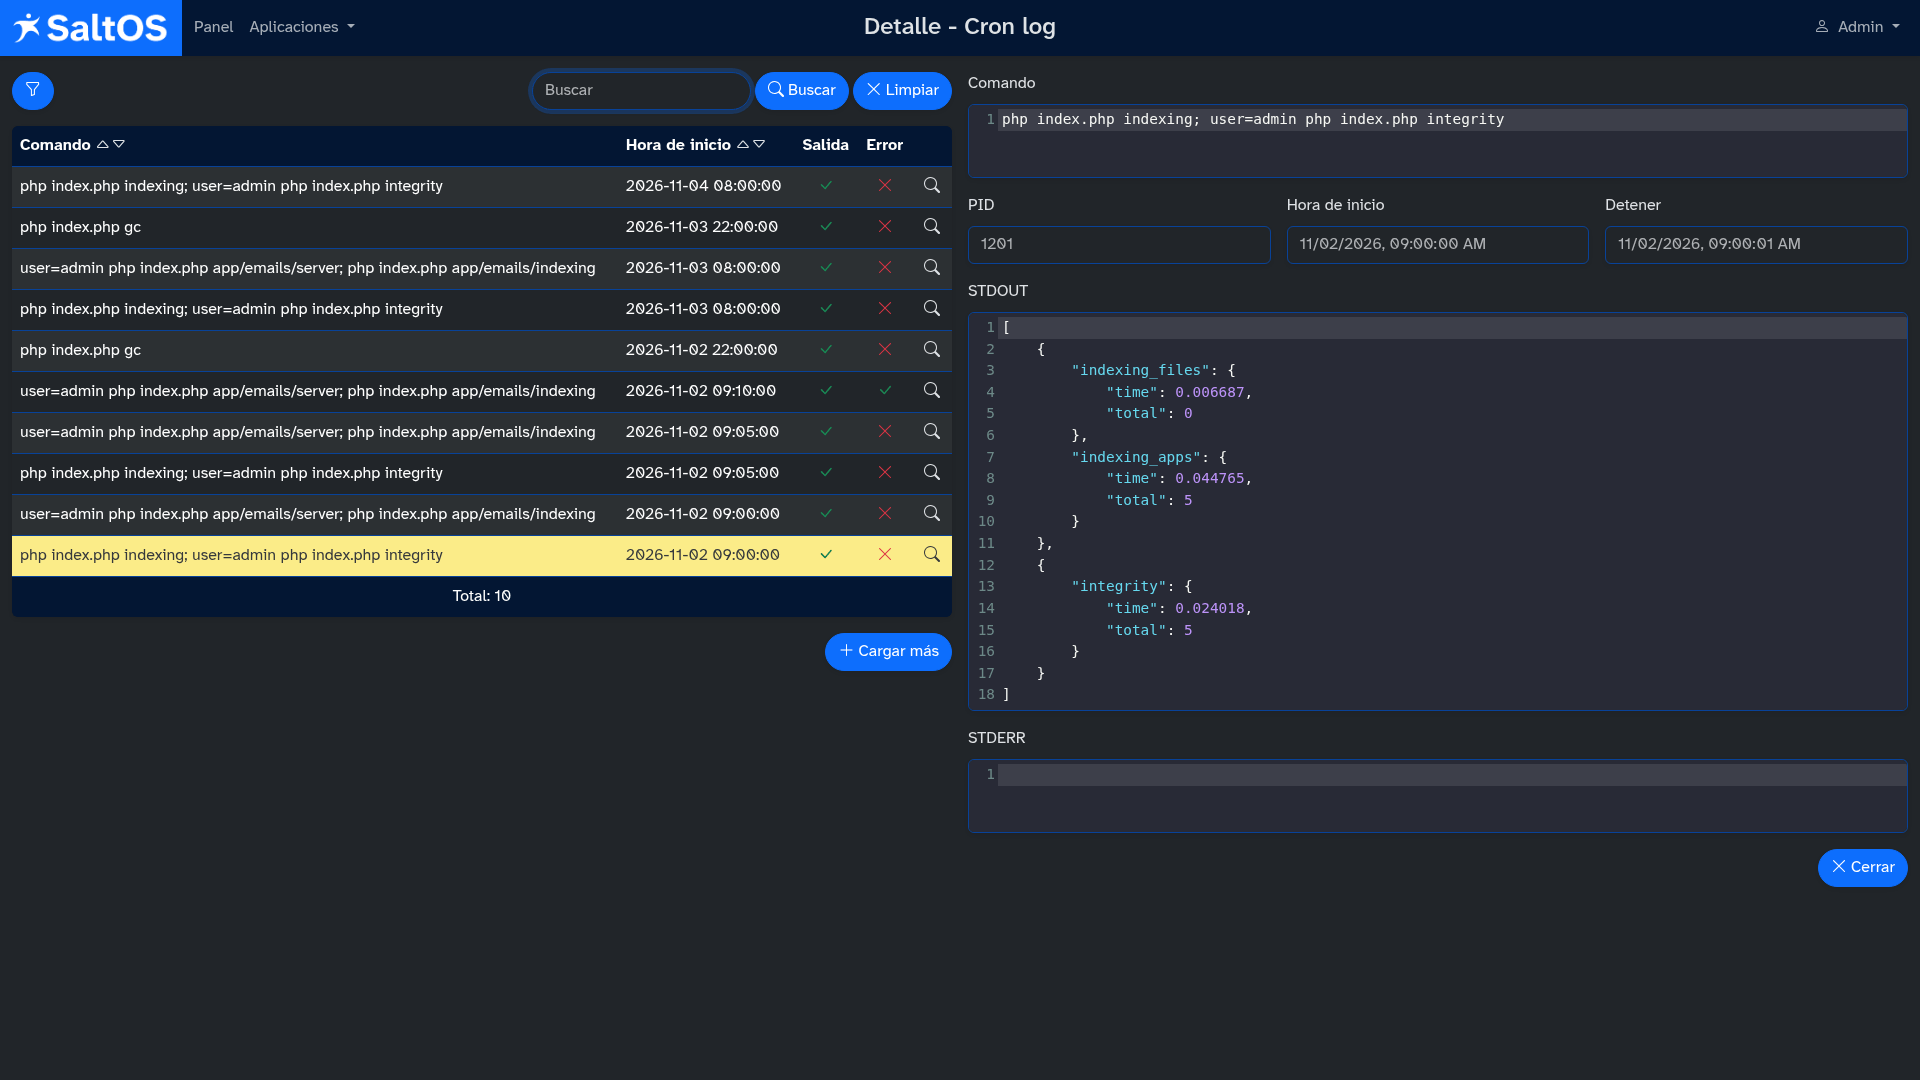 SaltOS Panel Aplicaciones Detalle - Cron log Admin
Buscar Buscar Limpiar
Comando Hora de inicio Salida Error
php index.php indexing; user=admin php index.php integrity 2026-11-04 08:00:00
php index.php gc 2026-11-03 22:00:00
user=admin php index.php app/emails/server; php index.php app/emails/indexing 2026-11-03 08:00:00
php index.php indexing; user=admin php index.php integrity 2026-11-03 08:00:00
php index.php gc 2026-11-02 22:00:00
user=admin php index.php app/emails/server; php index.php app/emails/indexing 2026-11-02 09:10:00
user=admin php index.php app/emails/server; php index.php app/emails/indexing 2026-11-02 09:05:00
php index.php indexing; user=admin php index.php integrity 2026-11-02 09:05:00
user=admin php index.php app/emails/server; php index.php app/emails/indexing 2026-11-02 09:00:00
php index.php indexing; user=admin php index.php integrity 2026-11-02 09:00:00
Total: 10
Cargar más
Comando
1 php index.php indexing; user=admin php index.php integrity
PID Hora de inicio Detener
1201 11/02/2026, 09:00:00 AM 11/02/2026, 09:00:01 AM
STDOUT
1 [
2     {
3         "indexing_files": {
4             "time": 0.006687,
5             "total": 0
6         },
7         "indexing_apps": {
8             "time": 0.044765,
9             "total": 5
10         }
11     },
12     {
13         "integrity": {
14             "time": 0.024018,
15             "total": 5
16         }
17     }
18 ]
STDERR
1
Cerrar